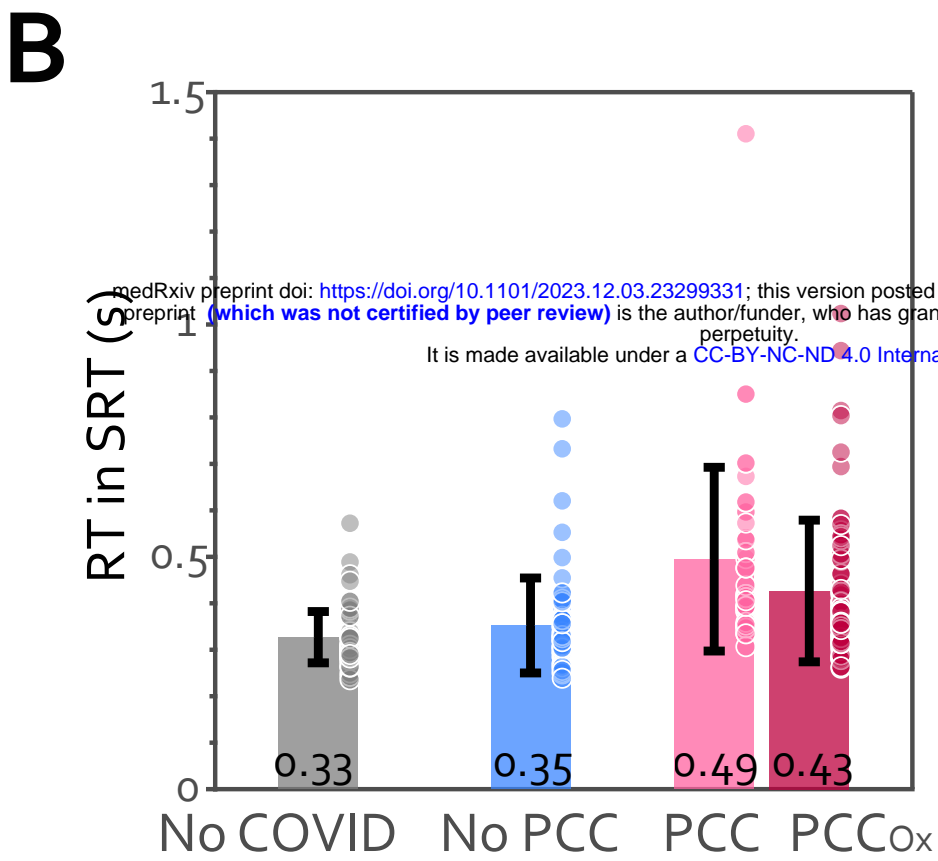 B
1.5
medRxiv preprint doi: https://doi.org/10.1101/2023.12.03.23299331; this version posted
preprint (which was not certified by peer review) is the author/funder, who has gran
1
perpetuity.
It is made available under a CC-BY-NC-ND 4.0 Interna
RT in SRT (s)
0.5
0.33 0.35 0.49 0.43
0
No COVID No PCC PCC PCCOx